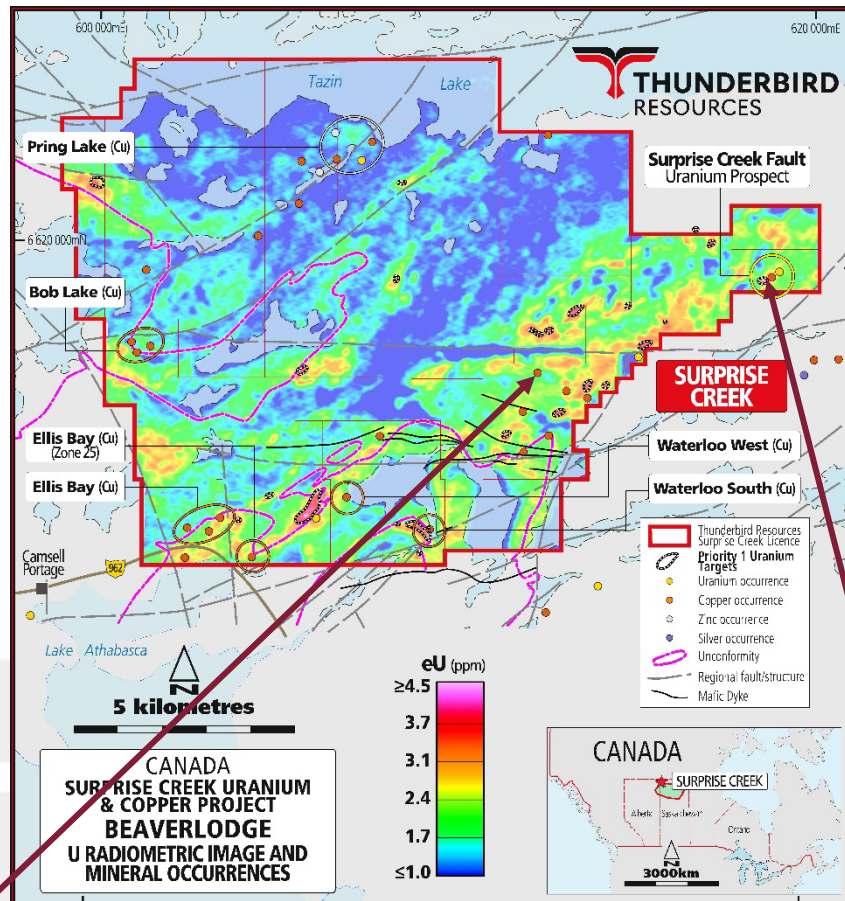 600 000mE
620 000mE
Tazin
Lake
THUNDERBIRD
RESOURCES
Pring Lake (Cu)
Surprise Creek Fault
Uranium Prospect
6 620 000mN
Bob Lake (Cu)
SURPRISE
CREEK
Ellis Bay (Cu)
(Zone 25)
Waterloo West (Cu)
Ellis Bay (Cu)
Waterloo South (Cu)
Camsell
Portage
962
Thunderbird Resources
Surprise Creek Licence
Priority 1 Uranium
Targets
Uranium occurrence
Copper occurrence
Zinc occurrence
Silver occurrence
Unconformity
Regional fault/structure
Mafic Dyke
Lake Athabasca
N
5 kilometres
eU (ppm)
≥4.5
3.7
3.1
2.4
1.7
≤1.0
CANADA
SURPRISE CREEK URANIUM
& COPPER PROJECT
BEAVERLODGE
U RADIOMETRIC IMAGE AND
MINERAL OCCURRENCES
CANADA
SURPRISE CREEK
Alberta
Saskatchewan
Ontario
N
3000km